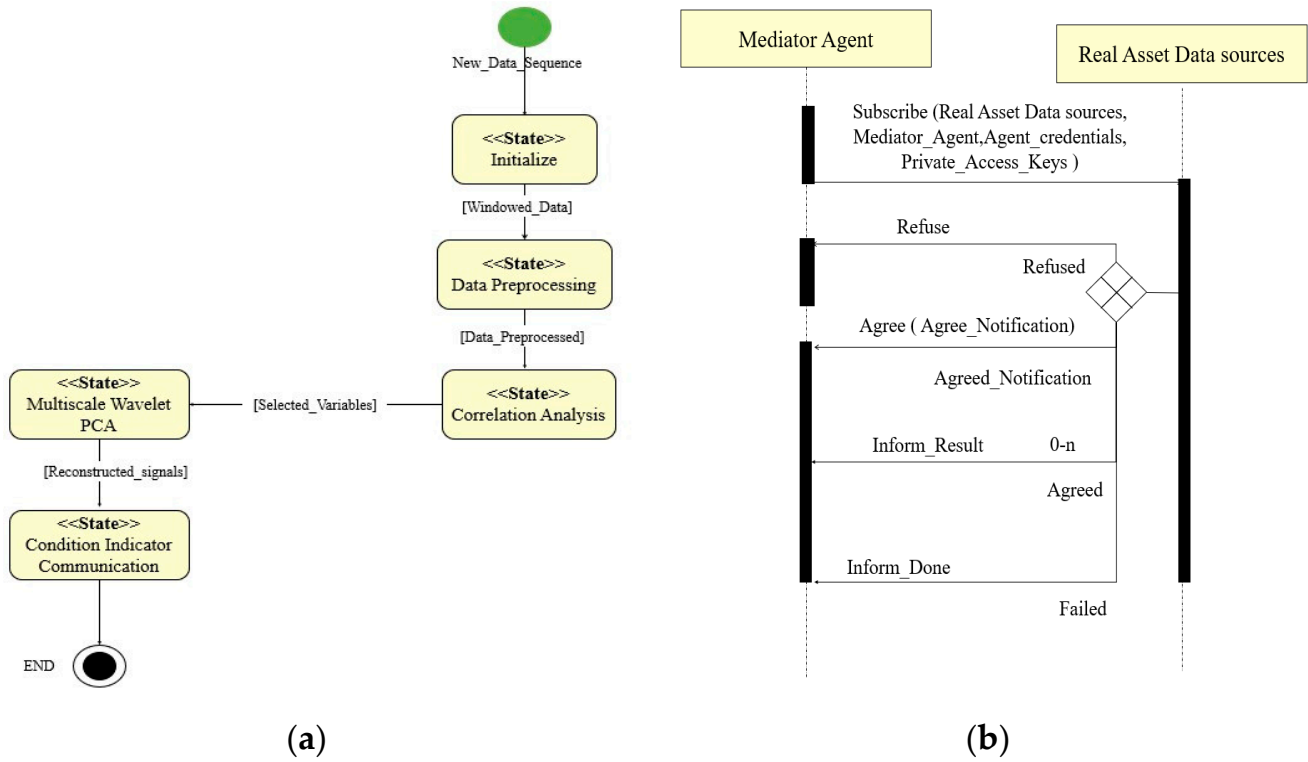 New_Data_Sequence
<<State>>
Initialize
[Windowed_Data]
<<State>>
Data Preprocessing
[Data_Preprocessed]
<<State>>
Correlation Analysis
[Selected_Variables]
<<State>>
Multiscale Wavelet
PCA
[Reconstructed_signals]
<<State>>
Condition Indicator
Communication
END
(a)
Mediator Agent
Real Asset Data sources
Subscribe (Real Asset Data sources,
Mediator_Agent,Agent_credentials,
Private_Access_Keys )
Refuse
Refused
Agree ( Agree_Notification)
Agreed_Notification
Inform_Result
0-n
Agreed
Inform_Done
Failed
(b)